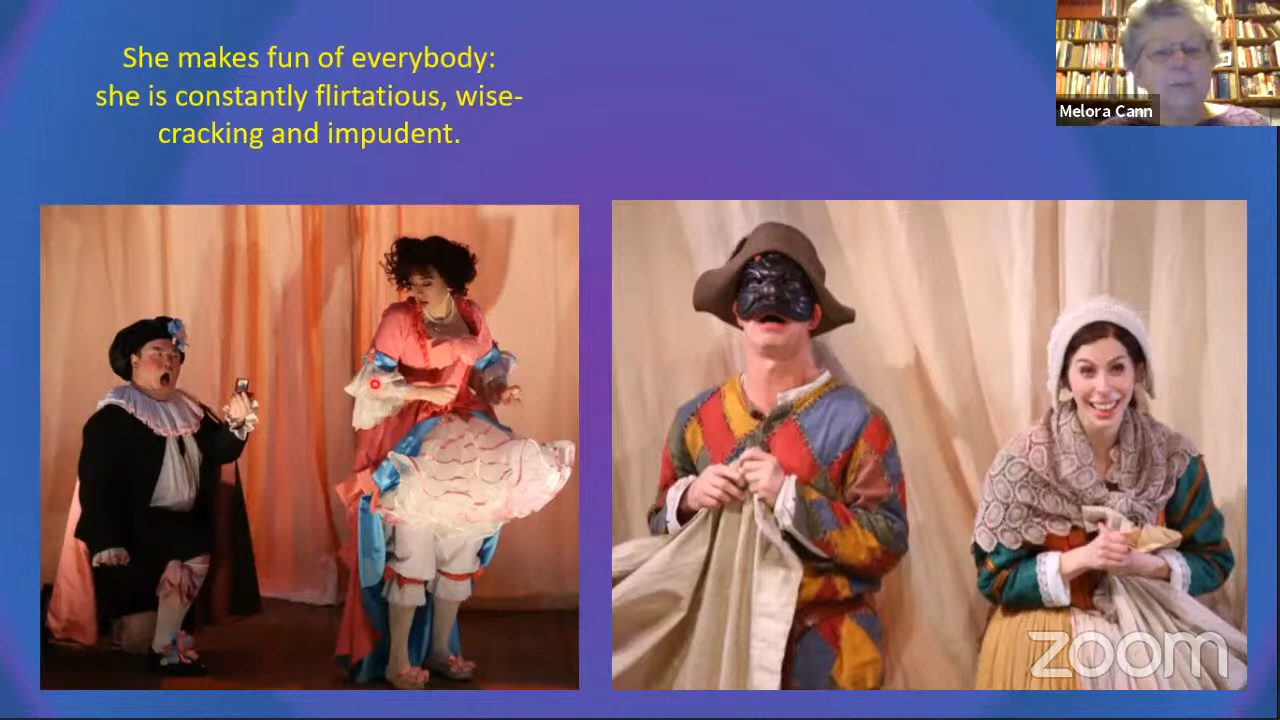 She makes fun of everybody:
she is constantly flirtatious, wise-
cracking and impudent.
Melora Cann
zoom